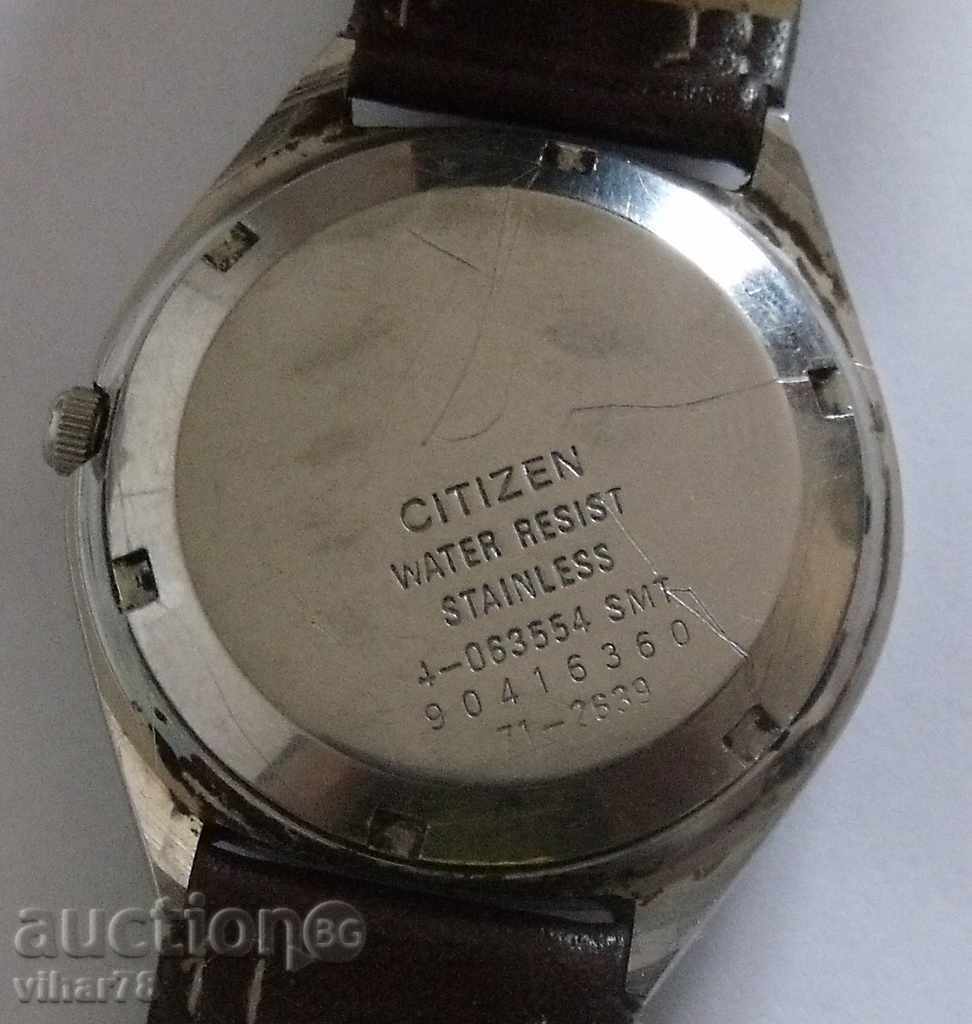 CITIZEN
WATER RESIST
STAINLESS
4-063554 SMT
90416360
71-2639
auctionBG
vihar78